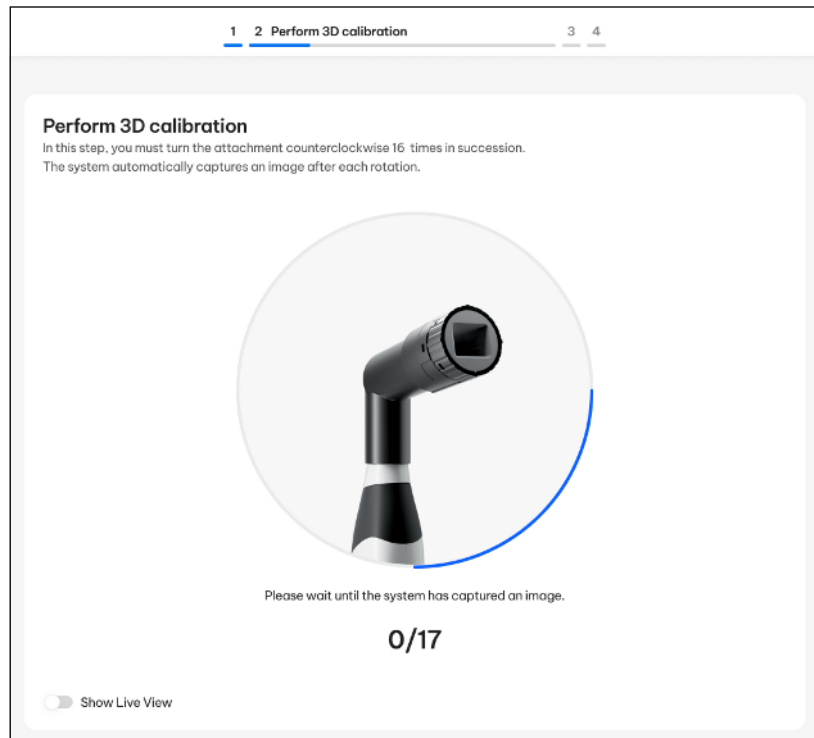 1 2 Perform 3D calibration 3 4
Perform 3D calibration
In this step, you must turn the attachment counterclockwise 16 times in succession.
The system automatically captures an image after each rotation.
Please wait until the system has captured an image.
0/17
Show Live View